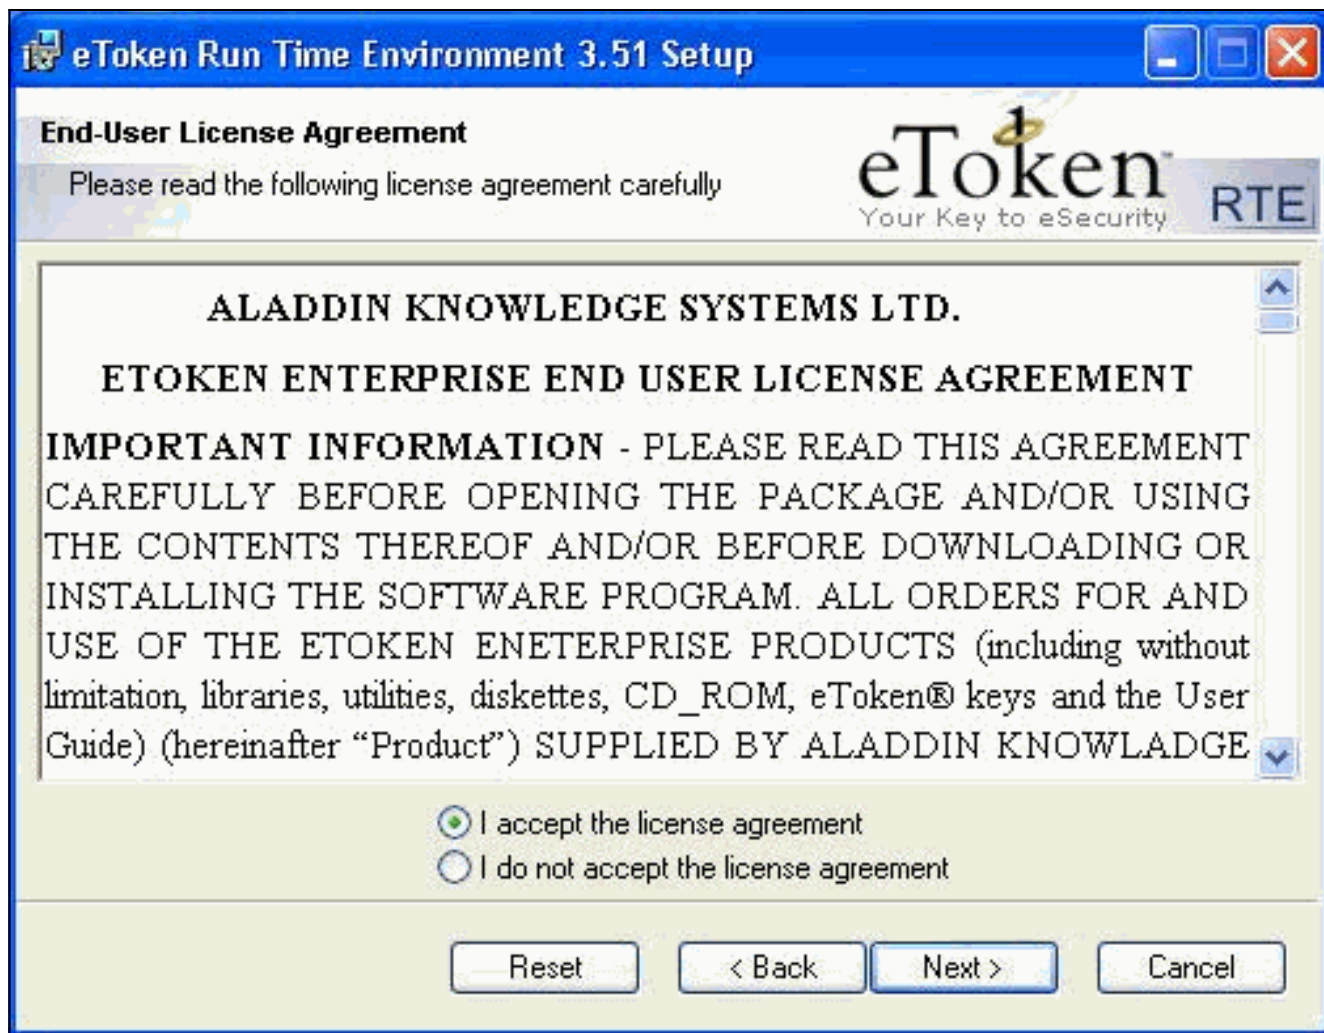 eToken Run Time Environment 3.51 Setup
End-User License Agreement
Please read the following license agreement carefully
eToken™
Your Key to eSecurity
RTE
ALADDIN KNOWLEDGE SYSTEMS LTD.
ETOKEN ENTERPRISE END USER LICENSE AGREEMENT
IMPORTANT INFORMATION - PLEASE READ THIS AGREEMENT
CAREFULLY BEFORE OPENING THE PACKAGE AND/OR USING
THE CONTENTS THEREOF AND/OR BEFORE DOWNLOADING OR
INSTALLING THE SOFTWARE PROGRAM. ALL ORDERS FOR AND
USE OF THE ETOKEN ENETERPRISE PRODUCTS (including without
limitation, libraries, utilities, diskettes, CD_ROM, eToken® keys and the User
Guide) (hereinafter “Product”) SUPPLIED BY ALADDIN KNOWLADGE
I accept the license agreement
I do not accept the license agreement
Reset
< Back
Next >
Cancel